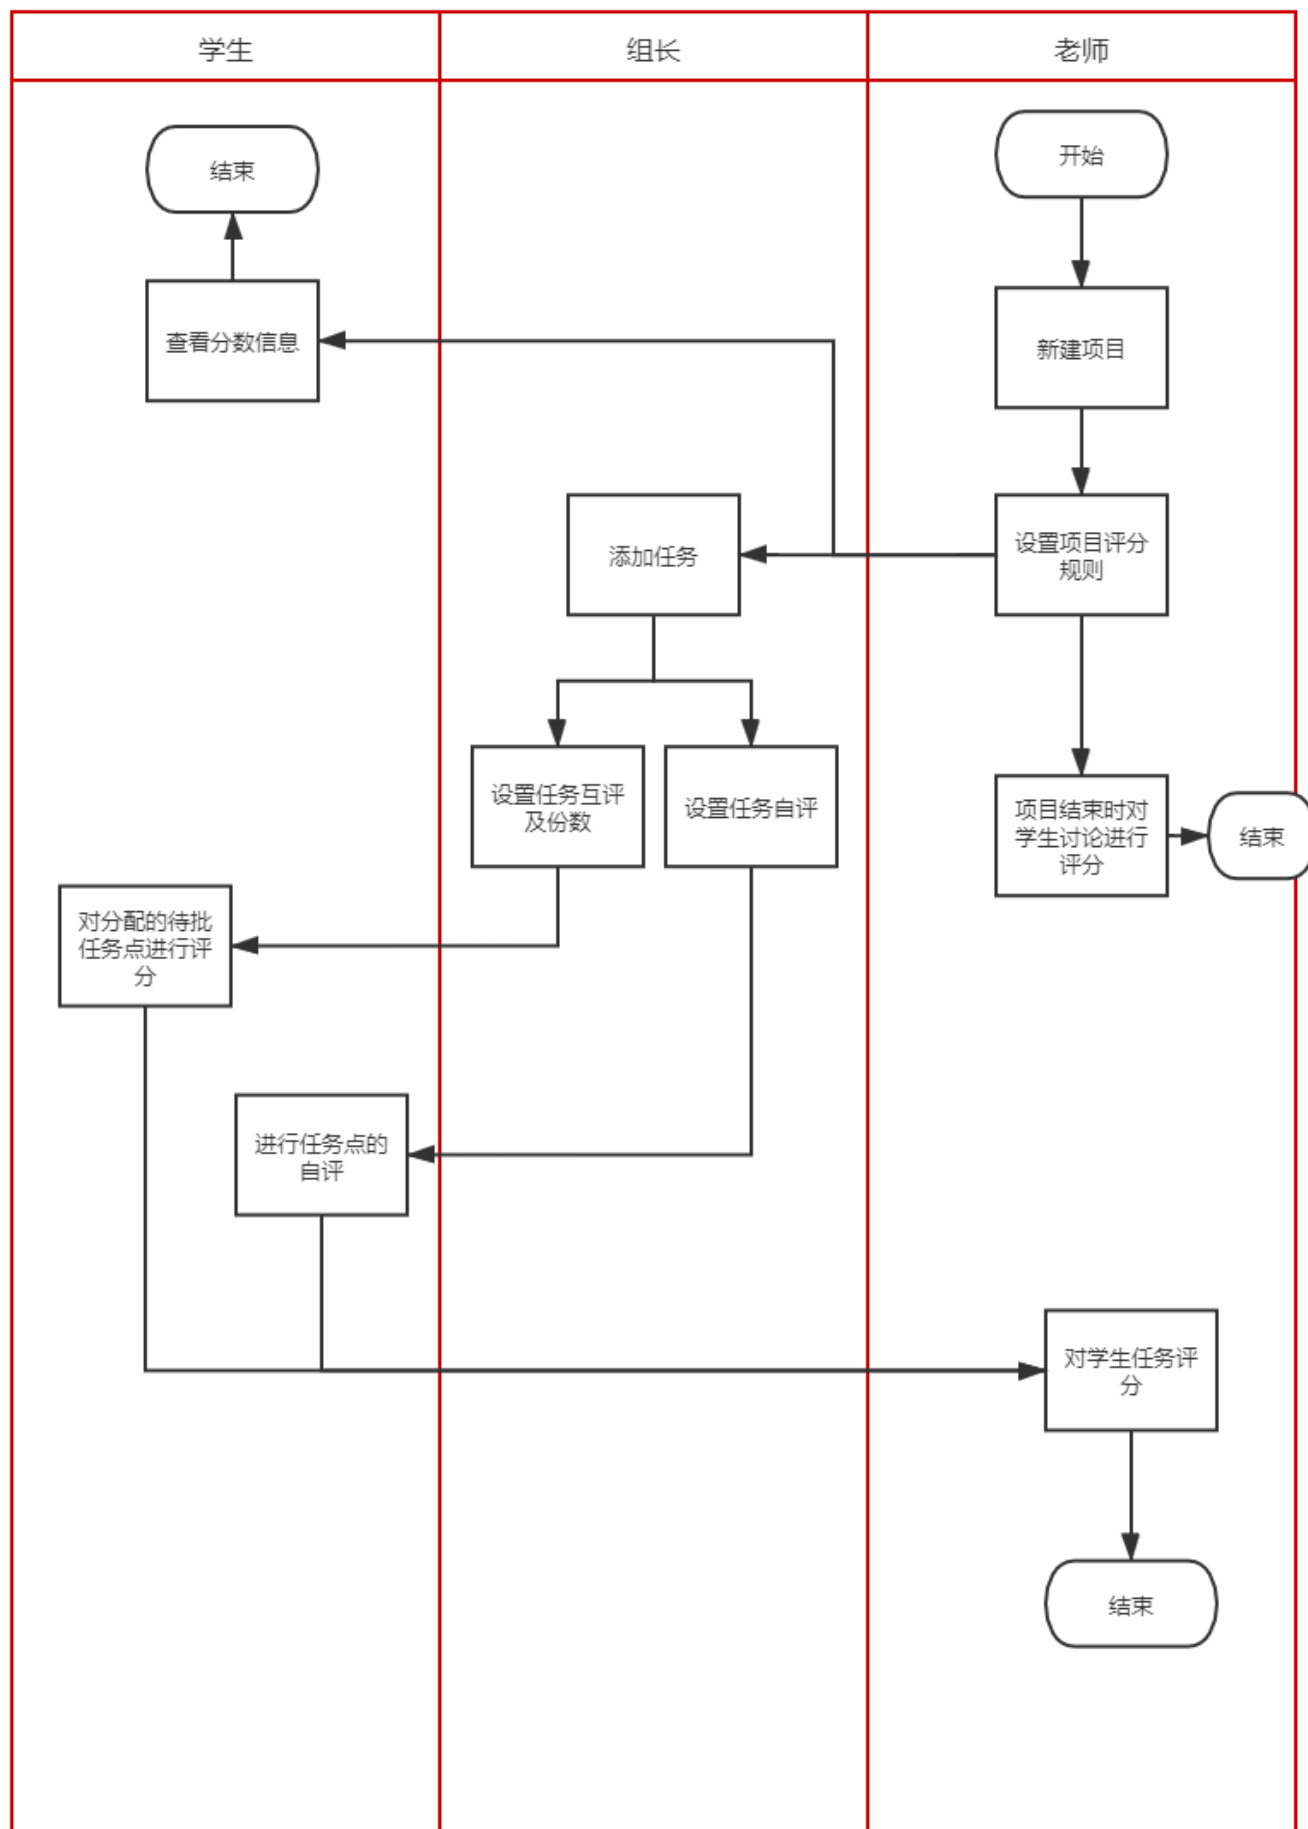 学生
组长
老师
开始
结束
新建项目
查看分数信息
设置项目评分
规则
添加任务
设置任务互评
及份数
设置任务自评
项目结束时对
学生讨论进行
评分
结束
对分配的待批
任务点进行评
分
进行任务点的
自评
对学生任务评
分
结束